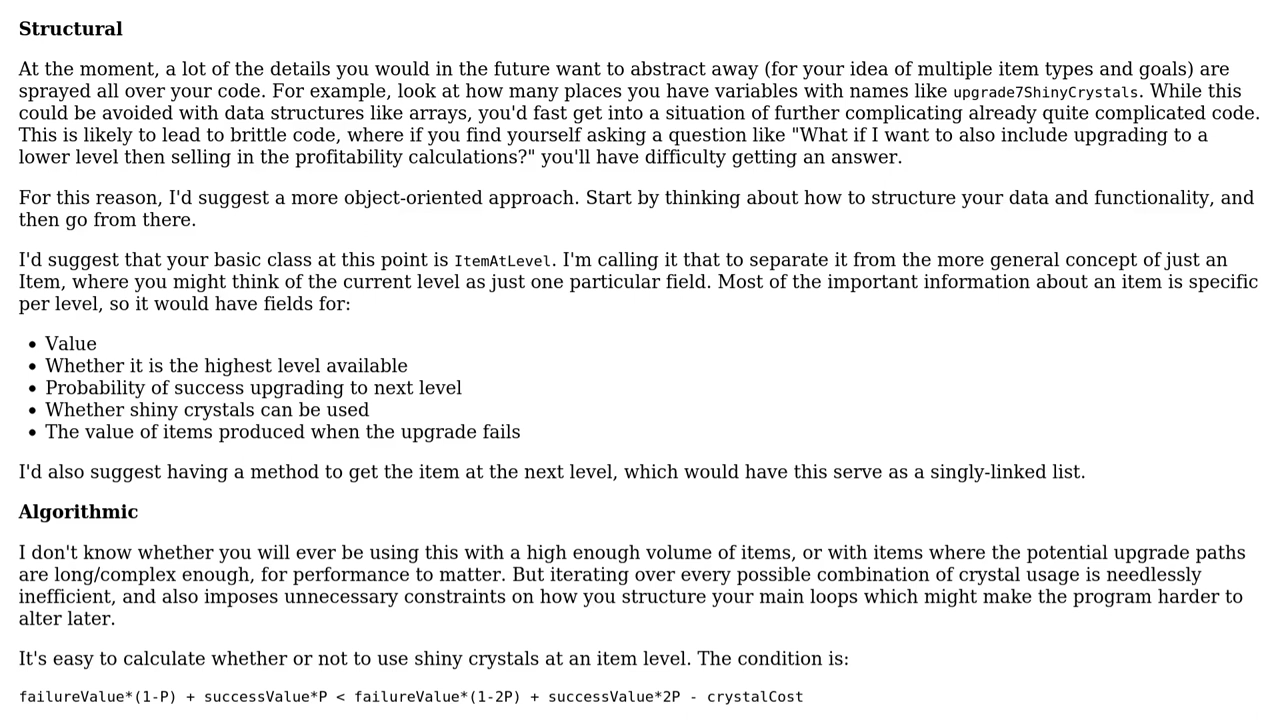 Structural
At the moment, a lot of the details you would in the future want to abstract away (for your idea of multiple item types and goals) are
sprayed all over your code. For example, look at how many places you have variables with names like upgrade7ShinyCrystals. While this
could be avoided with data structures like arrays, you'd fast get into a situation of further complicating already quite complicated code.
This is likely to lead to brittle code, where if you find yourself asking a question like "What if I want to also include upgrading to a
lower level then selling in the profitability calculations?" you'll have difficulty getting an answer.
For this reason, I'd suggest a more object-oriented approach. Start by thinking about how to structure your data and functionality, and
then go from there.
I'd suggest that your basic class at this point is ItemAtLevel. I'm calling it that to separate it from the more general concept of just an
Item, where you might think of the current level as just one particular field. Most of the important information about an item is specific
per level, so it would have fields for:
• Value
• Whether it is the highest level available
• Probability of success upgrading to next level
• Whether shiny crystals can be used
• The value of items produced when the upgrade fails
I'd also suggest having a method to get the item at the next level, which would have this serve as a singly-linked list.
Algorithmic
I don't know whether you will ever be using this with a high enough volume of items, or with items where the potential upgrade paths
are long/complex enough, for performance to matter. But iterating over every possible combination of crystal usage is needlessly
inefficient, and also imposes unnecessary constraints on how you structure your main loops which might make the program harder to
alter later.
It's easy to calculate whether or not to use shiny crystals at an item level. The condition is:
failureValue*(1-P) + successValue*P < failureValue*(1-2P) + successValue*2P - crystalCost